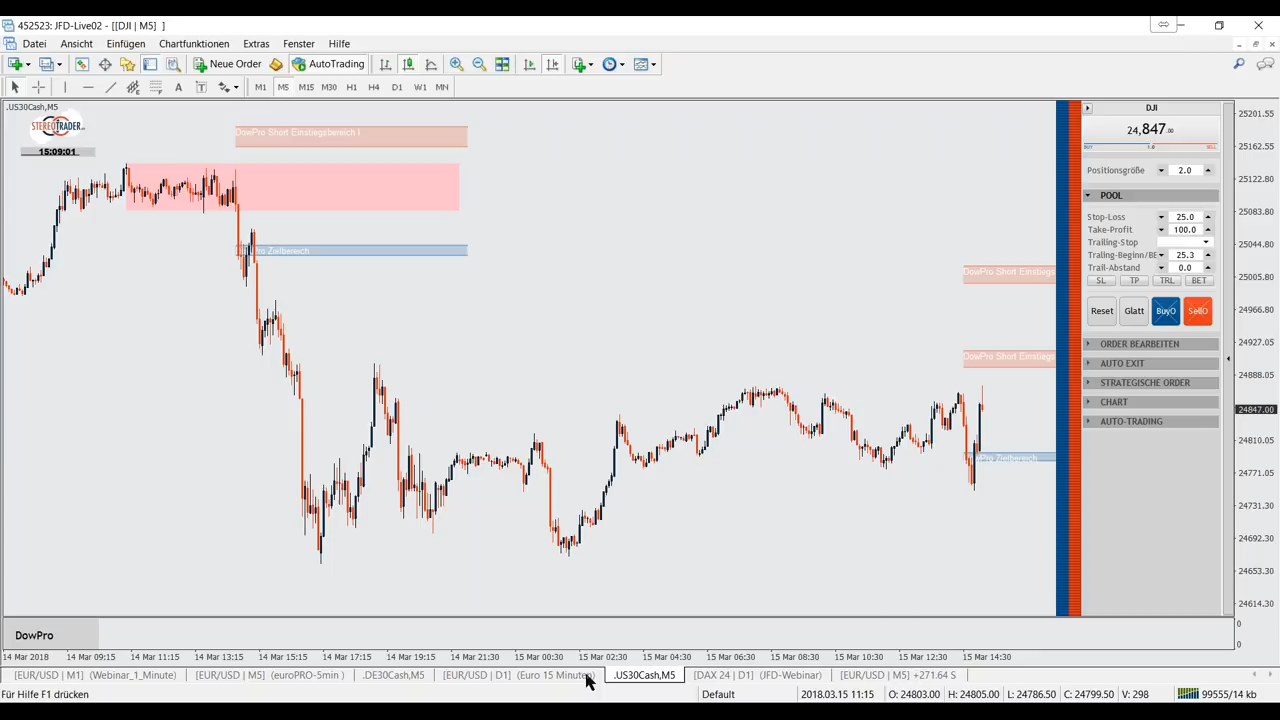 452523: JFD-Live02 - [[DJI | M5] ]
Datei Ansicht Einfügen Chartfunktionen Extras Fenster Hilfe
Neue Order AutoTrading
A T M1 M5 M15 M30 H1 H4 D1 W1 MN
.US30Cash,M5
STEREOTRADER
15:09:01
DowPro Short Einstiegsbereich I
Pro Zielbereich
DowPro Short Einstiegs
DowPro Short Einstiegs
Pro Zielbereich
DJI
24,847.00
BUY 1.0 SELL
Positionsgröße 2.0
POOL
Stop-Loss 25.0
Take-Profit 100.0
Trailing-Stop
Traling-Beginn/BE 25.3
Trail-Abstand 0.0
SL TP TRL BET
Reset Glatt BuyO SellO
ORDER BEARBEITEN
AUTO EXIT
STRATEGISCHE ORDER
CHART
AUTO-TRADING
25201.55
25162.55
25122.80
25083.80
25044.80
25005.80
24966.80
24927.05
24888.05
24847.00
24810.05
24771.05
24731.30
24692.30
24653.30
24614.30
0
0
DowPro
14 Mar 2018 14 Mar 09:15 14 Mar 11:15 14 Mar 13:15 14 Mar 15:15 14 Mar 17:15 14 Mar 19:15 14 Mar 21:15 15 Mar 00:30 15 Mar 02:30 15 Mar 04:30 15 Mar 06:30 15 Mar 08:30 15 Mar 10:30 15 Mar 12:30 15 Mar 14:30
[EUR/USD | M1] (Webinar_1_Minute) [EUR/USD | M5] (euroPRO-5min ) .DE30Cash,M5 [EUR/USD | D1] (Euro 15 Minuten) .US30Cash,M5 [DAX 24 | D1] (JFD-Webinar) [EUR/USD | M5] +271.64 $
Für Hilfe F1 drücken Default 2018.03.15 11:15 O: 24803.00 H: 24805.00 L: 24786.50 C: 24799.50 V: 298 99555/14 kb